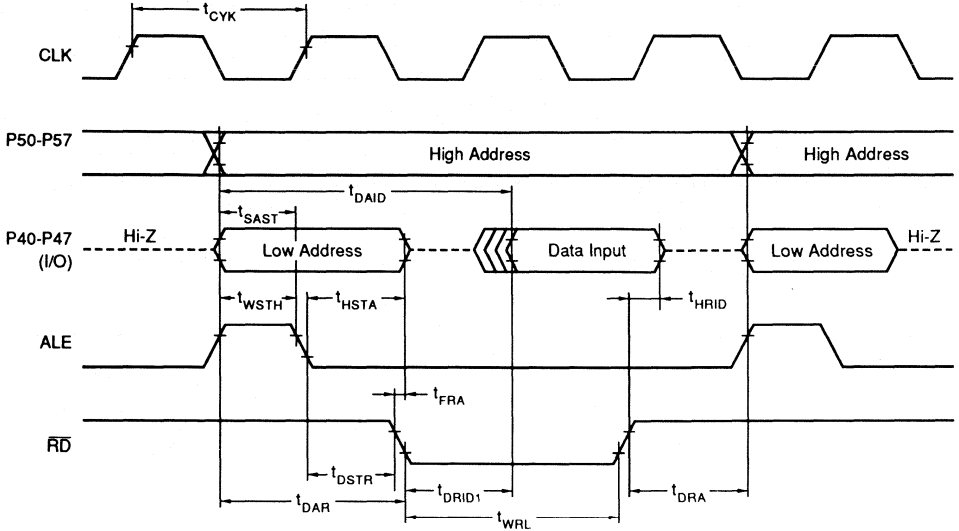 tCYK
CLK
P50-P57
High Address
High Address
tDAID
tSAST
P40-P47
(I/O)
Hi-Z
Low Address
Data Input
Low Address
Hi-Z
tWSTH
tHSTA
tHRID
ALE
tFRA
RD
tDSTR
tDRID1
tDRA
tDAR
tWRL